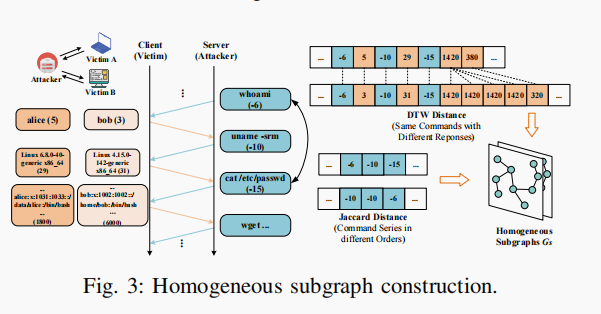 Attacker
Victim A
Victim B
Client
(Victim)
Server
(Attacker)
alice (5)
bob (3)
Linux 6.8.0-40-
generic x86_64
(29)
Linux 4.15.0-
142-generic
x86_64 (31)
...
alice: x:1031:1033: :/
data/alice:/bin/bash
...
(1800)
...
bob:x:1002:1002 ::/
home/bob:/bin/bash
...
(6000)
...
whoami
(-6)
uname -srm
(-10)
cat /etc/passwd
(-15)
wget ...
...
... -6 5 -10 29 -15 1420 380 ...
... -6 3 -10 31 -15 1420 1420 1420 1420 320 ...
DTW Distance
(Same Commands with
Different Reponses)
... -6 -10 -15 ...
... -10 -10 -6 ...
Jaccard Distance
(Command Series in
different Orders)
Homogeneous
Subgraphs Gs
Fig. 3: Homogeneous subgraph construction.